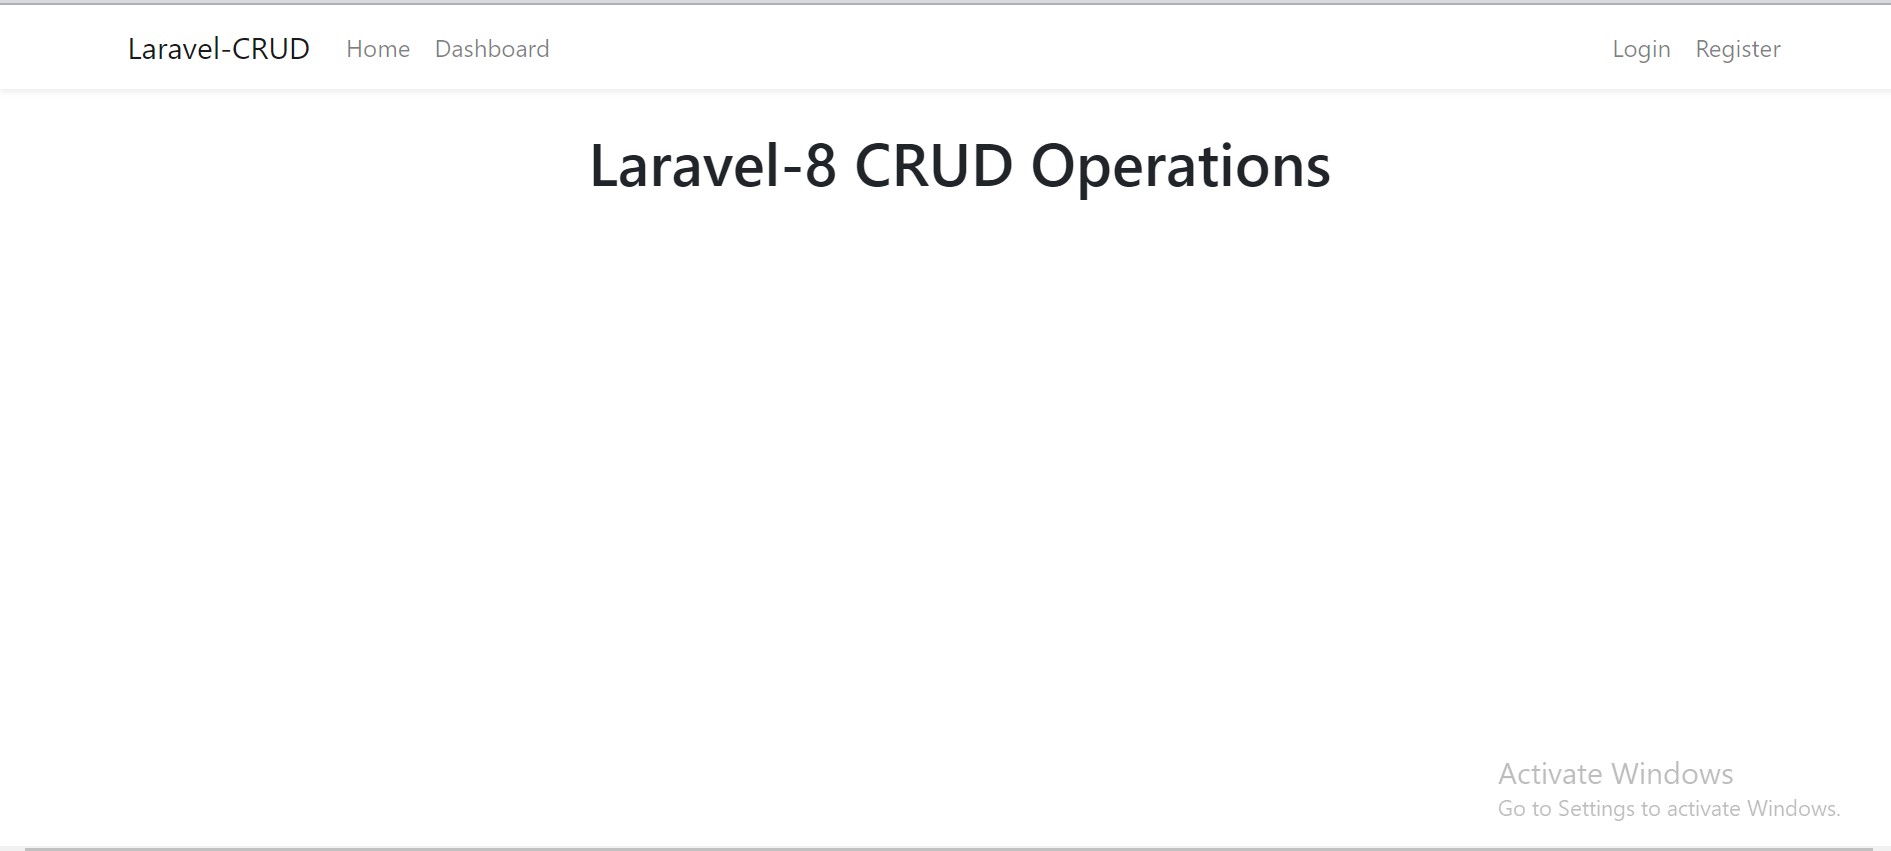 Laravel-CRUD Home Dashboard Login Register
Laravel-8 CRUD Operations
Activate Windows
Go to Settings to activate Windows.